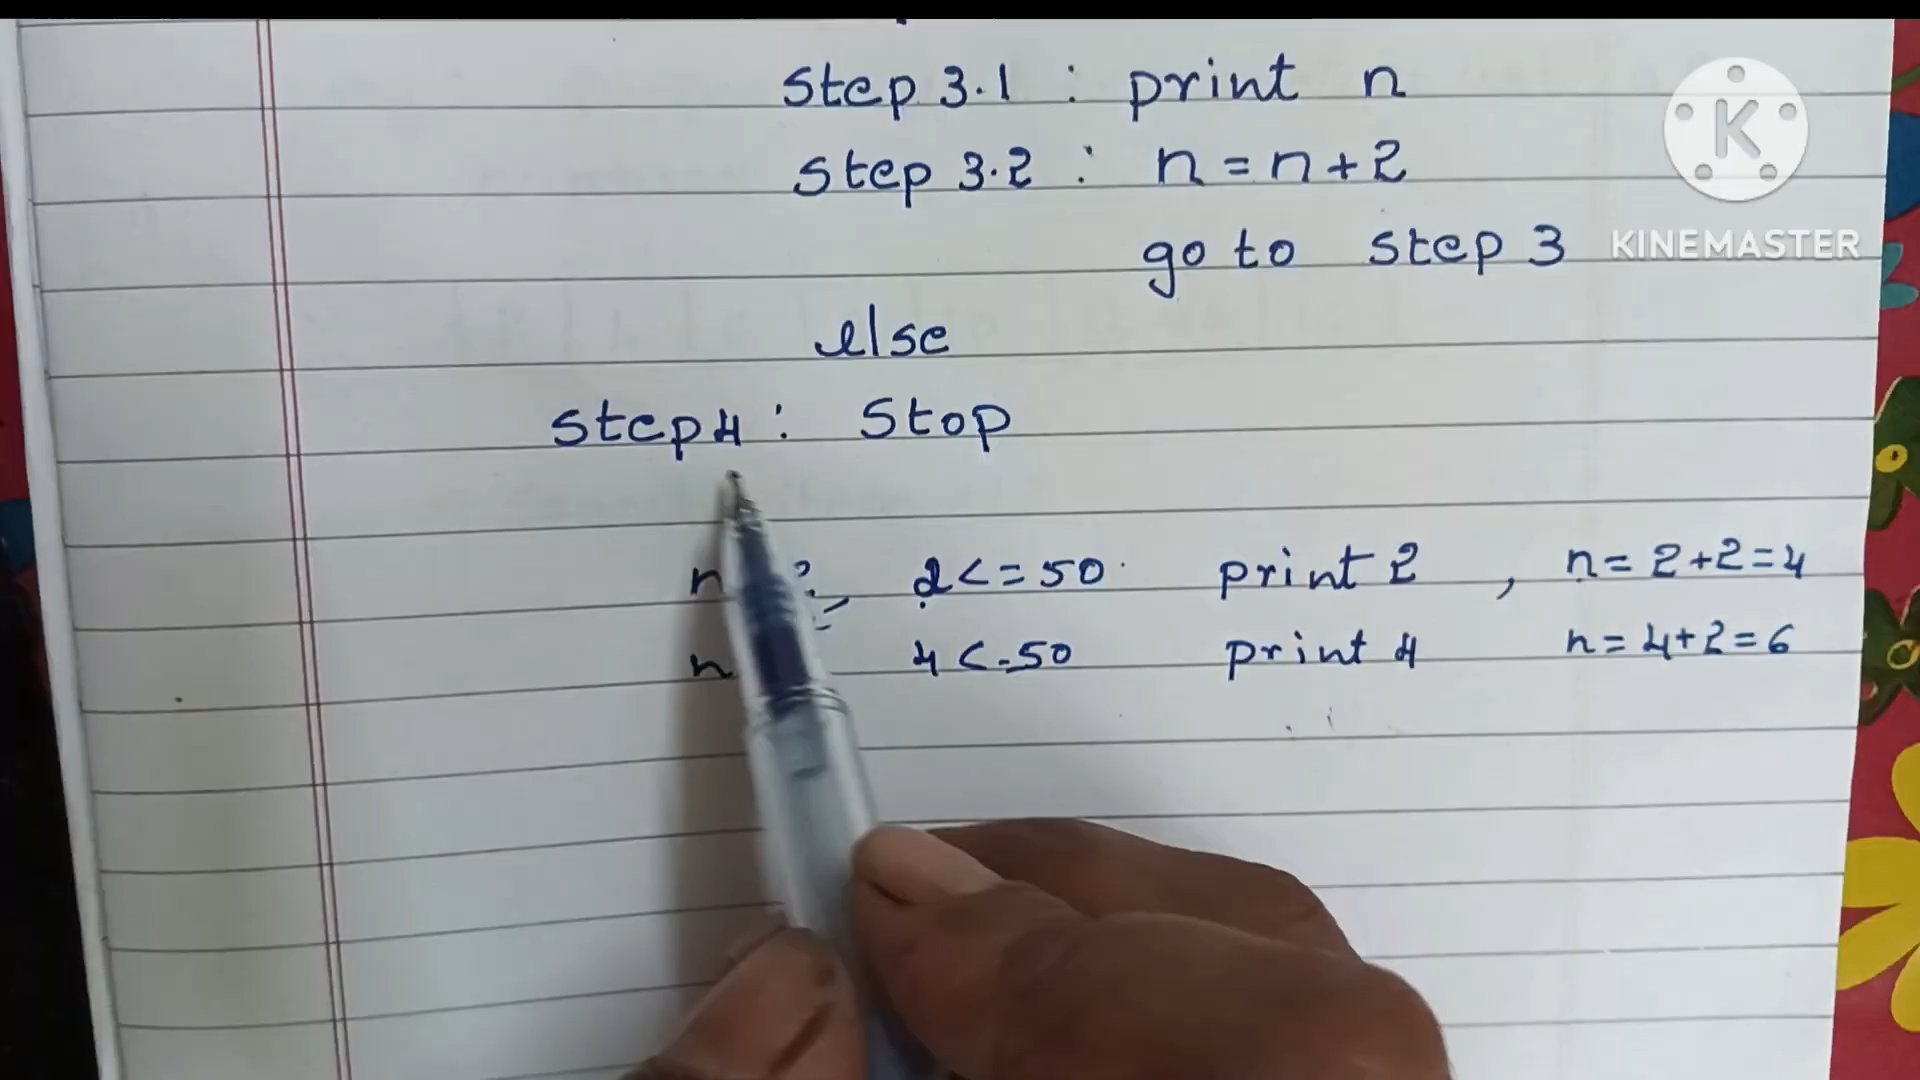 Step 3.1 : print n
Step 3.2 : n = n + 2
go to step 3
KINEMASTER
else
Step 4 : Stop
n 2, 2 <= 50 print 2 , n = 2+2 = 4
n 4 <= 50 print 4 n = 4+2 = 6